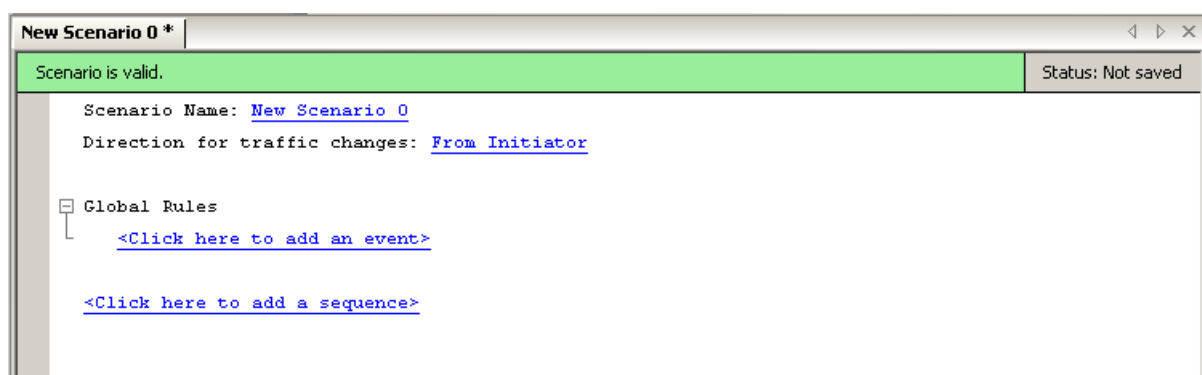 New Scenario 0 *
Scenario is valid. Status: Not saved
Scenario Name: New Scenario 0
Direction for traffic changes: From Initiator
Global Rules
<Click here to add an event>
<Click here to add a sequence>